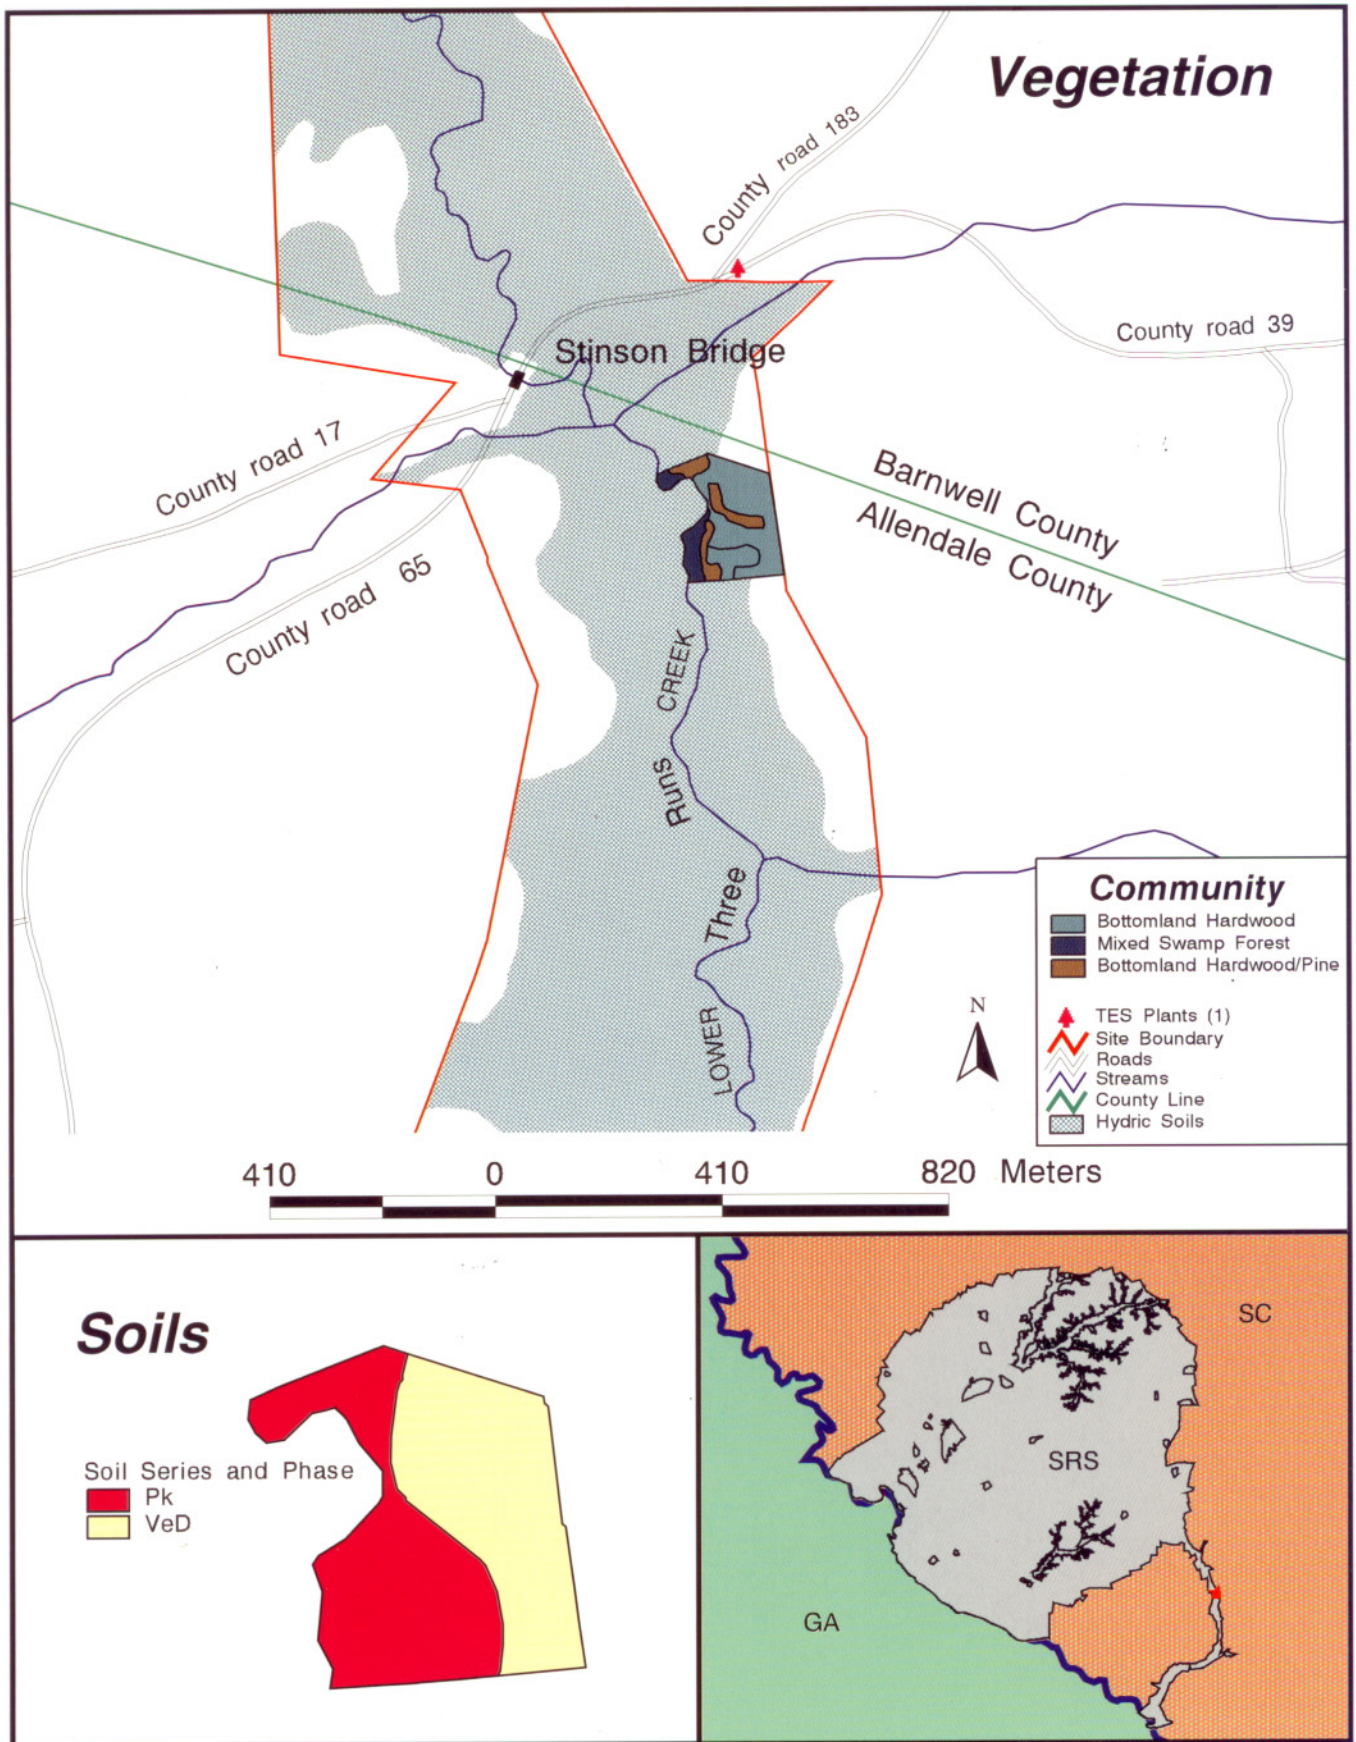 Vegetation
County road 183
County road 39
Stinson Bridge
County road 17
Barnwell County
Allendale County
County road 65
LOWER Three Runs CREEK
Community
Bottomland Hardwood
Mixed Swamp Forest
Bottomland Hardwood/Pine
TES Plants (1)
Site Boundary
Roads
Streams
County Line
Hydric Soils
N
410 0 410 820 Meters
Soils
Soil Series and Phase
Pk
VeD
SC
SRS
GA